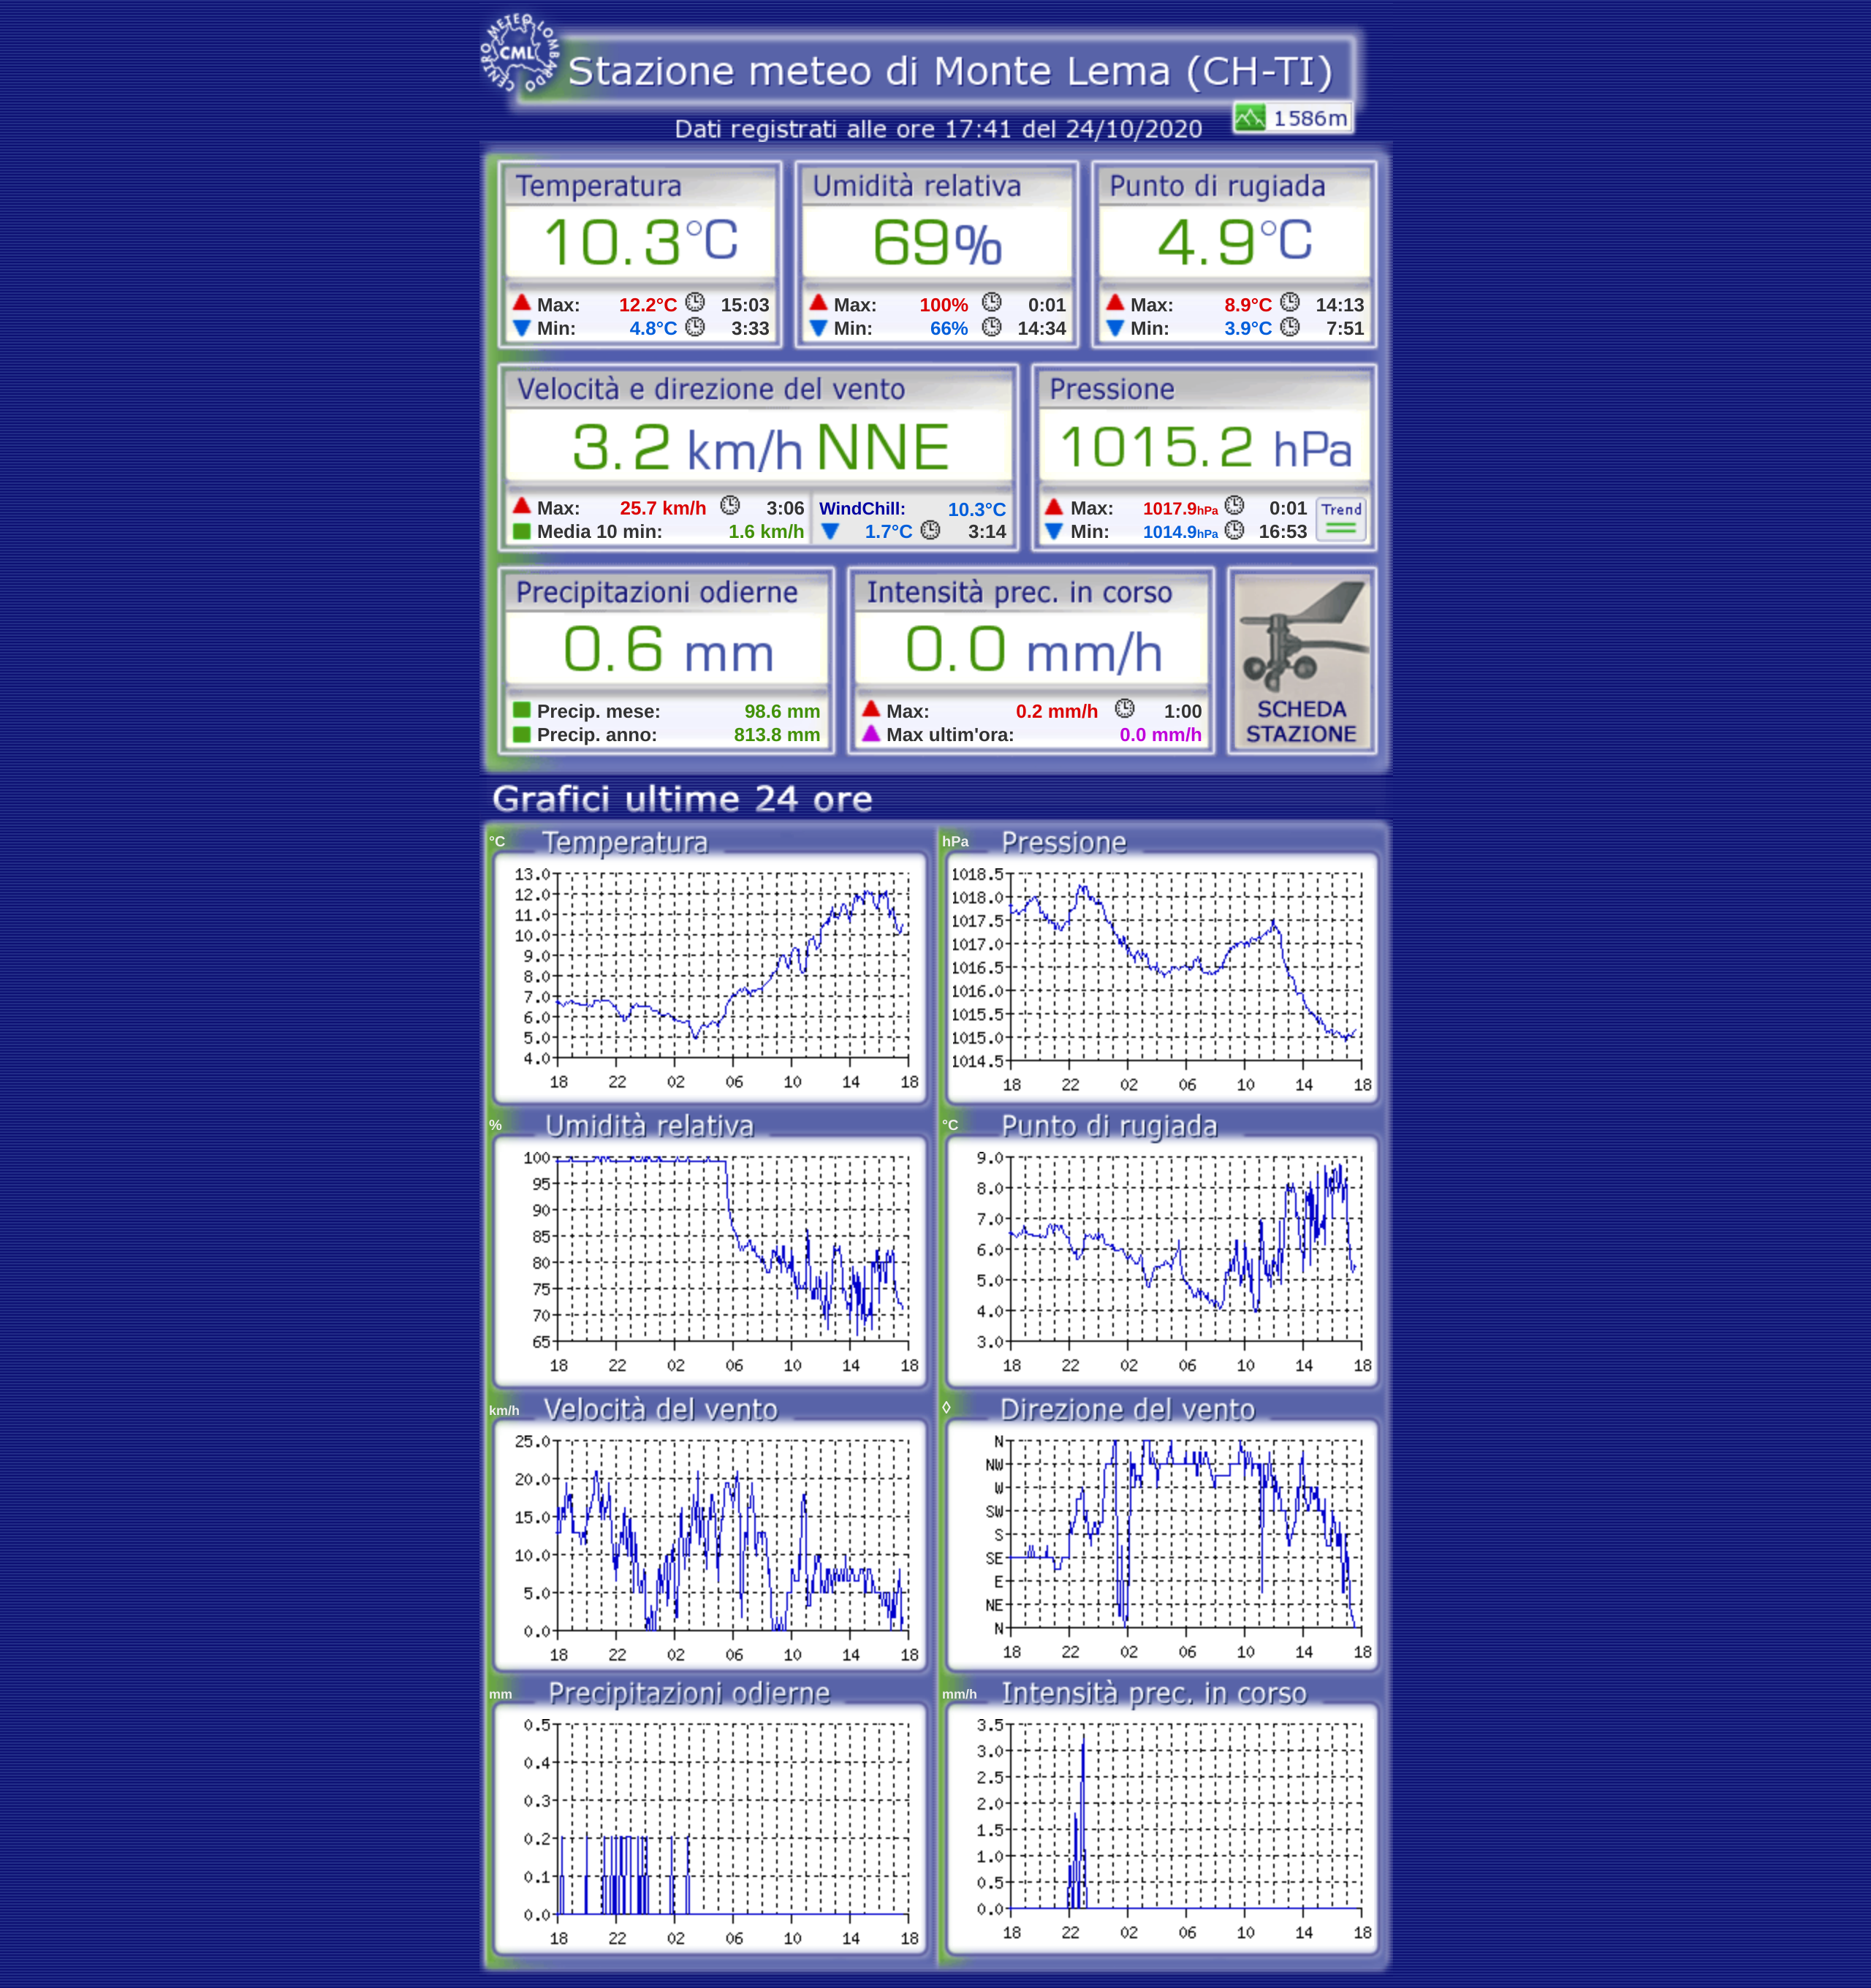 CENTRO METEO LOMBARDO
CML
Stazione meteo di Monte Lema (CH-TI)
1586m
Dati registrati alle ore 17:41 del 24/10/2020
Temperatura
10.3°C
Max: 12.2°C 15:03
Min: 4.8°C 3:33
Umidità relativa
69%
Max: 100% 0:01
Min: 66% 14:34
Punto di rugiada
4.9°C
Max: 8.9°C 14:13
Min: 3.9°C 7:51
Velocità e direzione del vento
3.2 km/h NNE
Max: 25.7 km/h 3:06
Media 10 min: 1.6 km/h
WindChill: 10.3°C
1.7°C 3:14
Pressione
1015.2 hPa
Max: 1017.9hPa 0:01
Min: 1014.9hPa 16:53
Trend
Precipitazioni odierne
0.6 mm
Precip. mese: 98.6 mm
Precip. anno: 813.8 mm
Intensità prec. in corso
0.0 mm/h
Max: 0.2 mm/h 1:00
Max ultim'ora: 0.0 mm/h
SCHEDA
STAZIONE
Grafici ultime 24 ore
°C Temperatura
13.0
12.0
11.0
10.0
9.0
8.0
7.0
6.0
5.0
4.0
18 22 02 06 10 14 18
hPa Pressione
1018.5
1018.0
1017.5
1017.0
1016.5
1016.0
1015.5
1015.0
1014.5
18 22 02 06 10 14 18
% Umidità relativa
100
95
90
85
80
75
70
65
18 22 02 06 10 14 18
°C Punto di rugiada
9.0
8.0
7.0
6.0
5.0
4.0
3.0
18 22 02 06 10 14 18
km/h Velocità del vento
25.0
20.0
15.0
10.0
5.0
0.0
18 22 02 06 10 14 18
◊ Direzione del vento
N
NW
W
SW
S
SE
E
NE
N
18 22 02 06 10 14 18
mm Precipitazioni odierne
0.5
0.4
0.3
0.2
0.1
0.0
18 22 02 06 10 14 18
mm/h Intensità prec. in corso
3.5
3.0
2.5
2.0
1.5
1.0
0.5
0.0
18 22 02 06 10 14 18